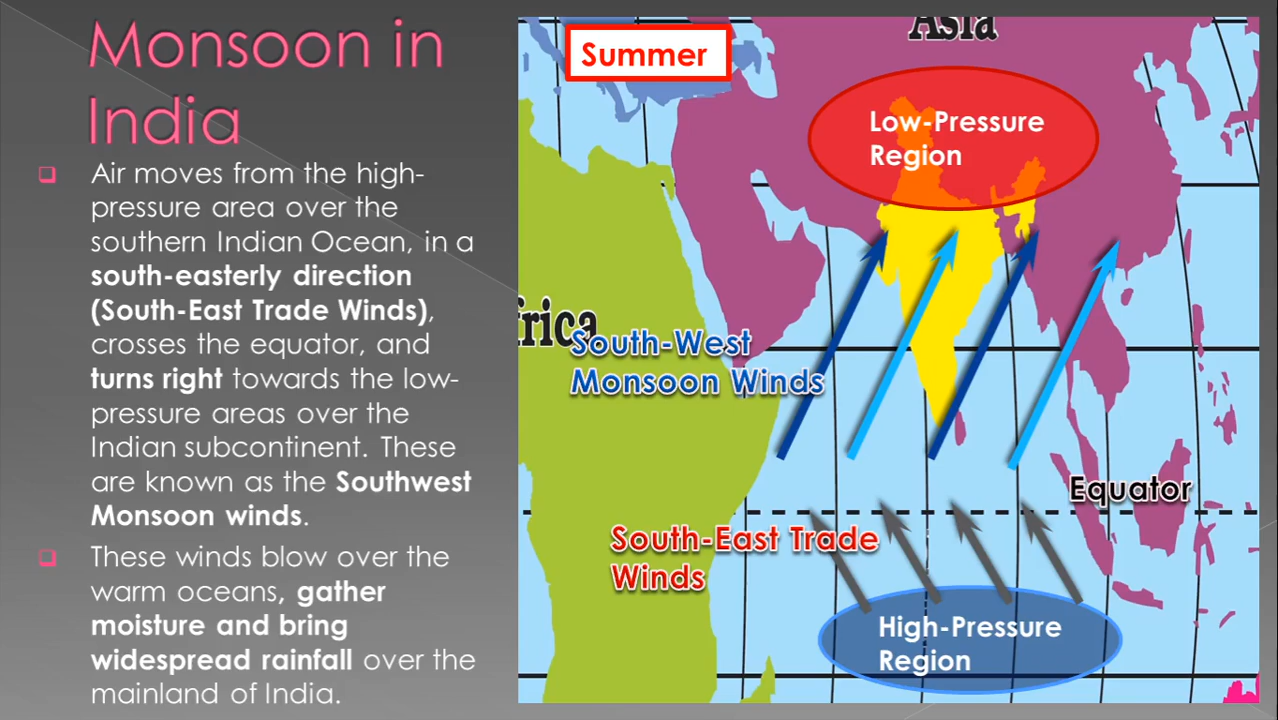 Monsoon in
India
Air moves from the high-
pressure area over the
southern Indian Ocean, in a
south-easterly direction
(South-East Trade Winds),
crosses the equator, and
turns right towards the low-
pressure areas over the
Indian subcontinent. These
are known as the Southwest
Monsoon winds.
These winds blow over the
warm oceans, gather
moisture and bring
widespread rainfall over the
mainland of India.
Summer
Asia
Low-Pressure
Region
frica
South-West
Monsoon Winds
Equator
South-East Trade
Winds
High-Pressure
Region